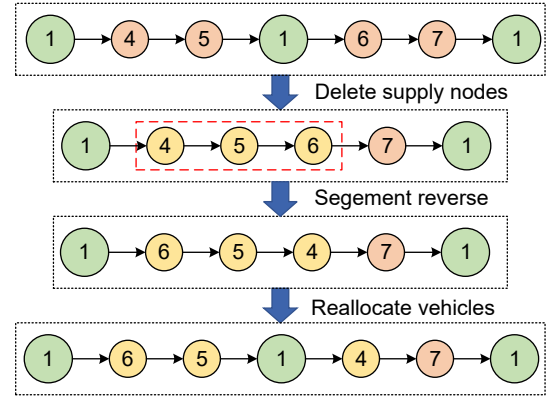 1 4 5 1 6 7 1
Delete supply nodes
1 4 5 6 7 1
Segement reverse
1 6 5 4 7 1
Reallocate vehicles
1 6 5 1 4 7 1